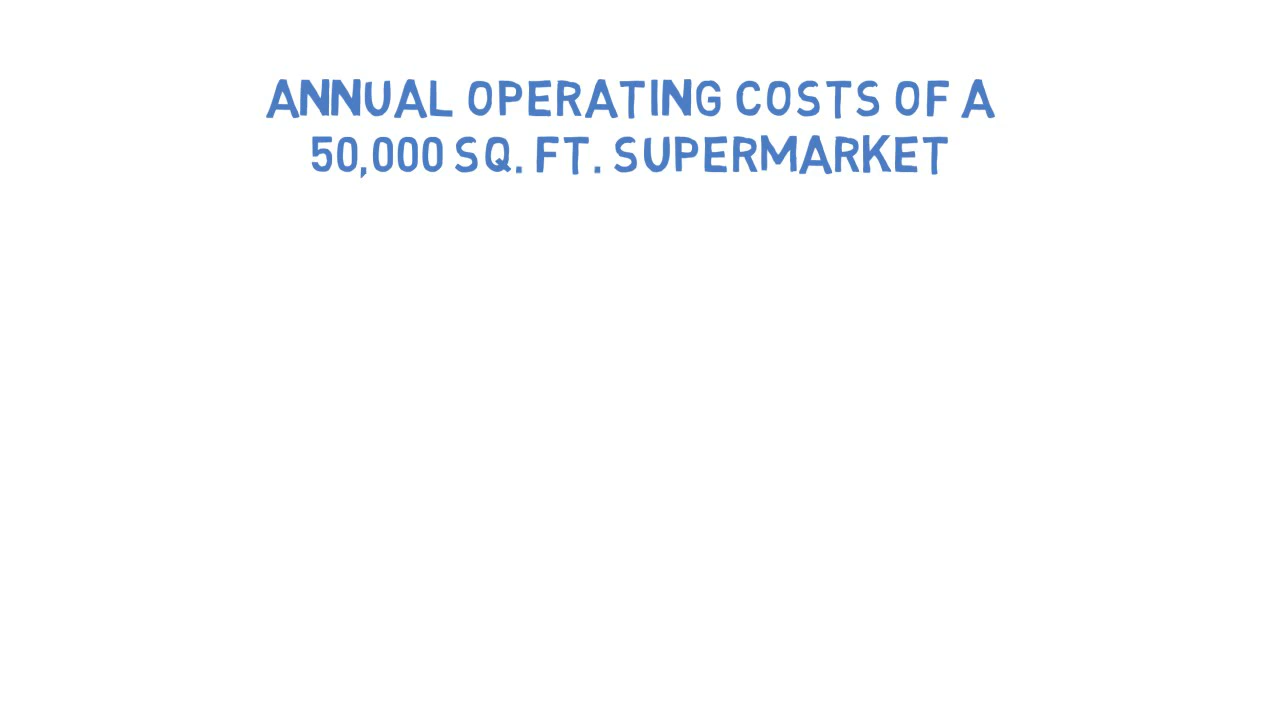 ANNUAL OPERATING COSTS OF A
50,000 SQ. FT. SUPERMARKET